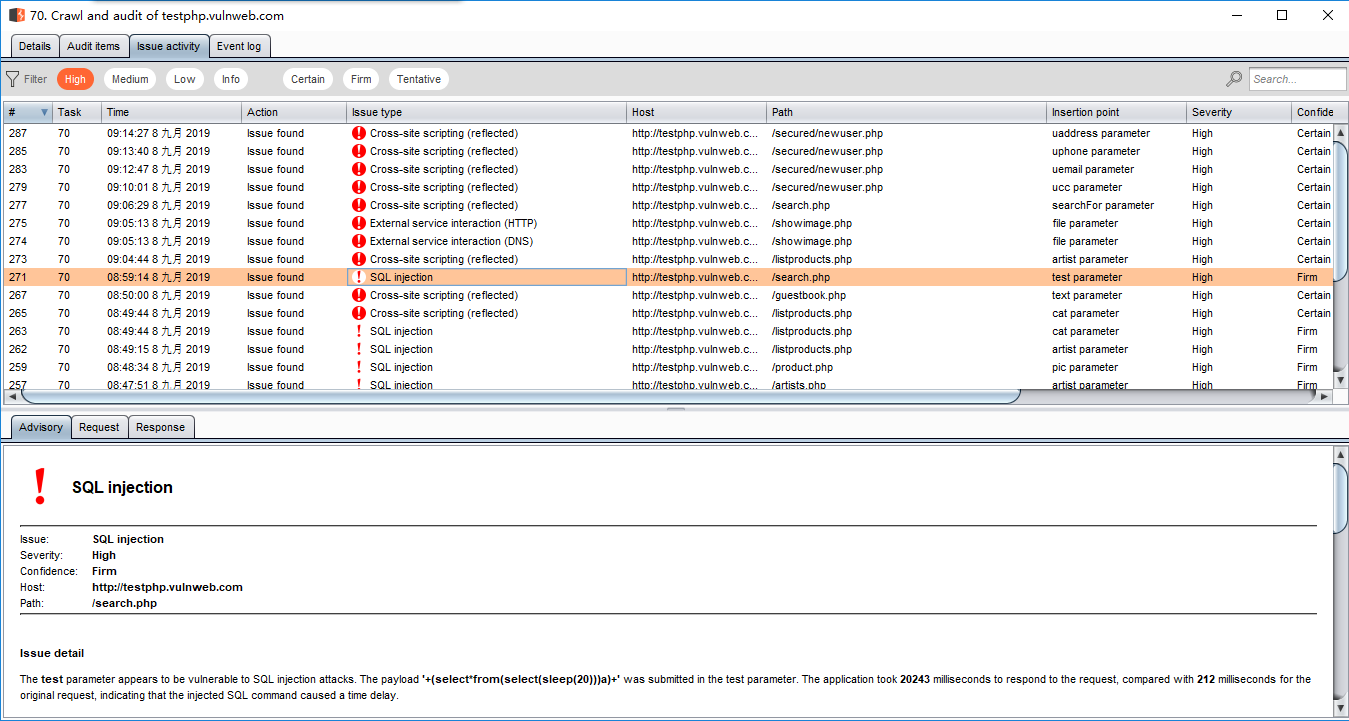 70. Crawl and audit of testphp.vulnweb.com
Details Audit items Issue activity Event log
Filter High Medium Low Info Certain Firm Tentative Search...
# Task Time Action Issue type Host Path Insertion point Severity Confide
287 70 09:14:27 8 九月 2019 Issue found Cross-site scripting (reflected) http://testphp.vulnweb.c... /secured/newuser.php uaddress parameter High Certain
285 70 09:13:40 8 九月 2019 Issue found Cross-site scripting (reflected) http://testphp.vulnweb.c... /secured/newuser.php uphone parameter High Certain
283 70 09:12:47 8 九月 2019 Issue found Cross-site scripting (reflected) http://testphp.vulnweb.c... /secured/newuser.php uemail parameter High Certain
279 70 09:10:01 8 九月 2019 Issue found Cross-site scripting (reflected) http://testphp.vulnweb.c... /secured/newuser.php ucc parameter High Certain
277 70 09:06:29 8 九月 2019 Issue found Cross-site scripting (reflected) http://testphp.vulnweb.c... /search.php searchFor parameter High Certain
275 70 09:05:13 8 九月 2019 Issue found External service interaction (HTTP) http://testphp.vulnweb.c... /showimage.php file parameter High Certain
274 70 09:05:13 8 九月 2019 Issue found External service interaction (DNS) http://testphp.vulnweb.c... /showimage.php file parameter High Certain
273 70 09:04:44 8 九月 2019 Issue found Cross-site scripting (reflected) http://testphp.vulnweb.c... /listproducts.php artist parameter High Certain
271 70 08:59:14 8 九月 2019 Issue found SQL injection http://testphp.vulnweb.c... /search.php test parameter High Firm
267 70 08:50:00 8 九月 2019 Issue found Cross-site scripting (reflected) http://testphp.vulnweb.c... /guestbook.php text parameter High Certain
265 70 08:49:44 8 九月 2019 Issue found Cross-site scripting (reflected) http://testphp.vulnweb.c... /listproducts.php cat parameter High Certain
263 70 08:49:44 8 九月 2019 Issue found SQL injection http://testphp.vulnweb.c... /listproducts.php cat parameter High Firm
262 70 08:49:15 8 九月 2019 Issue found SQL injection http://testphp.vulnweb.c... /listproducts.php artist parameter High Firm
259 70 08:48:34 8 九月 2019 Issue found SQL injection http://testphp.vulnweb.c... /product.php pic parameter High Firm
257 70 08:47:51 8 九月 2019 Issue found SQL injection http://testphp.vulnweb.c... /artists.php artist parameter High Firm
Advisory Request Response
SQL injection
Issue: SQL injection
Severity: High
Confidence: Firm
Host: http://testphp.vulnweb.com
Path: /search.php
Issue detail
The test parameter appears to be vulnerable to SQL injection attacks. The payload '+(select*from(select(sleep(20)))a)+' was submitted in the test parameter. The application took 20243 milliseconds to respond to the request, compared with 212 milliseconds for the
original request, indicating that the injected SQL command caused a time delay.